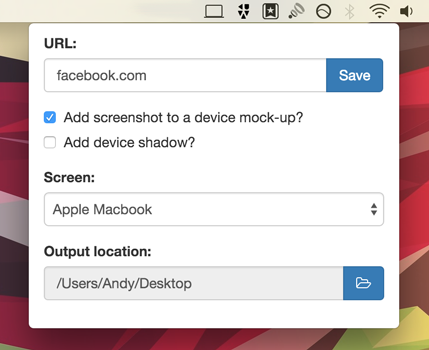 URL:
facebook.com
Save
Add screenshot to a device mock-up?
Add device shadow?
Screen:
Apple Macbook
Output location:
/Users/Andy/Desktop